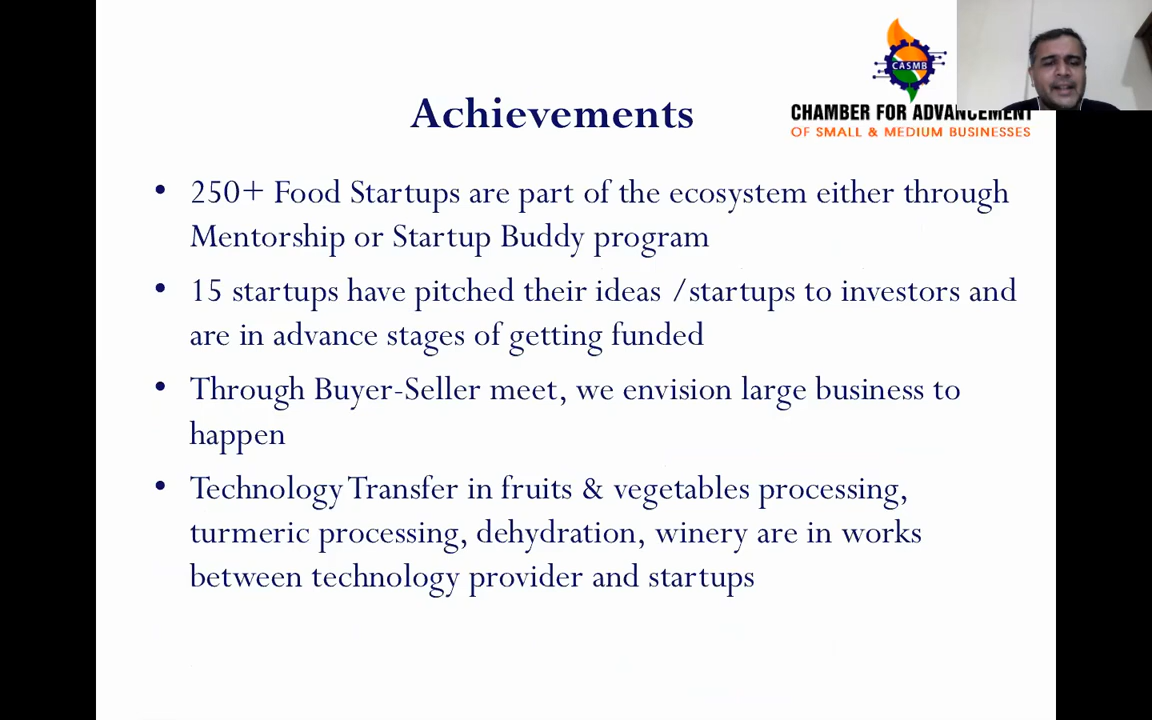 CASMB
CHAMBER FOR ADVANCEMENT
OF SMALL & MEDIUM BUSINESSES
Achievements
• 250+ Food Startups are part of the ecosystem either through
Mentorship or Startup Buddy program
• 15 startups have pitched their ideas /startups to investors and
are in advance stages of getting funded
• Through Buyer-Seller meet, we envision large business to
happen
• Technology Transfer in fruits & vegetables processing,
turmeric processing, dehydration, winery are in works
between technology provider and startups